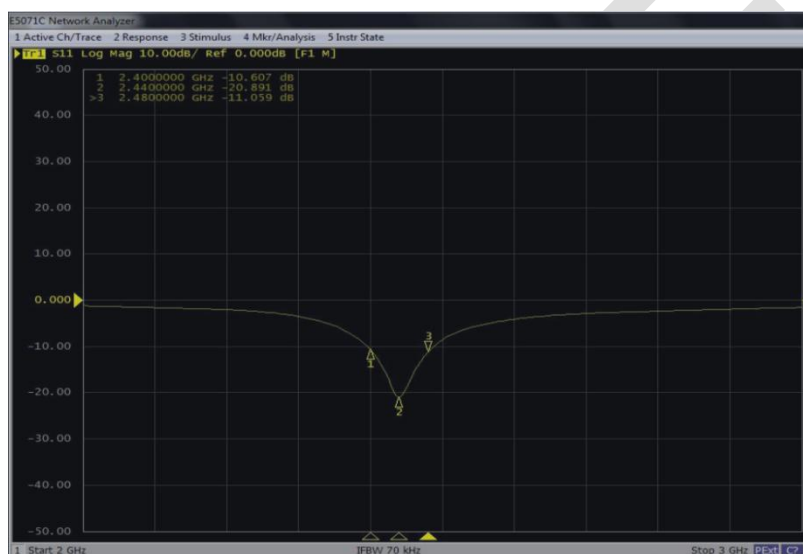 E5071C Network Analyzer
1 Active Ch/Trace 2 Response 3 Stimulus 4 Mkr/Analysis 5 Instr State
Tr1 S11 Log Mag 10.00dB/ Ref 0.000dB [F1 M]
50.00
1 2.4000000 GHz -10.607 dB
2 2.4400000 GHz -20.891 dB
>3 2.4800000 GHz -11.059 dB
40.00
30.00
20.00
10.00
0.000
-10.00
3
1
-20.00
2
-30.00
-40.00
-50.00
1 Start 2 GHz IFBW 70 kHz Stop 3 GHz PExt C?